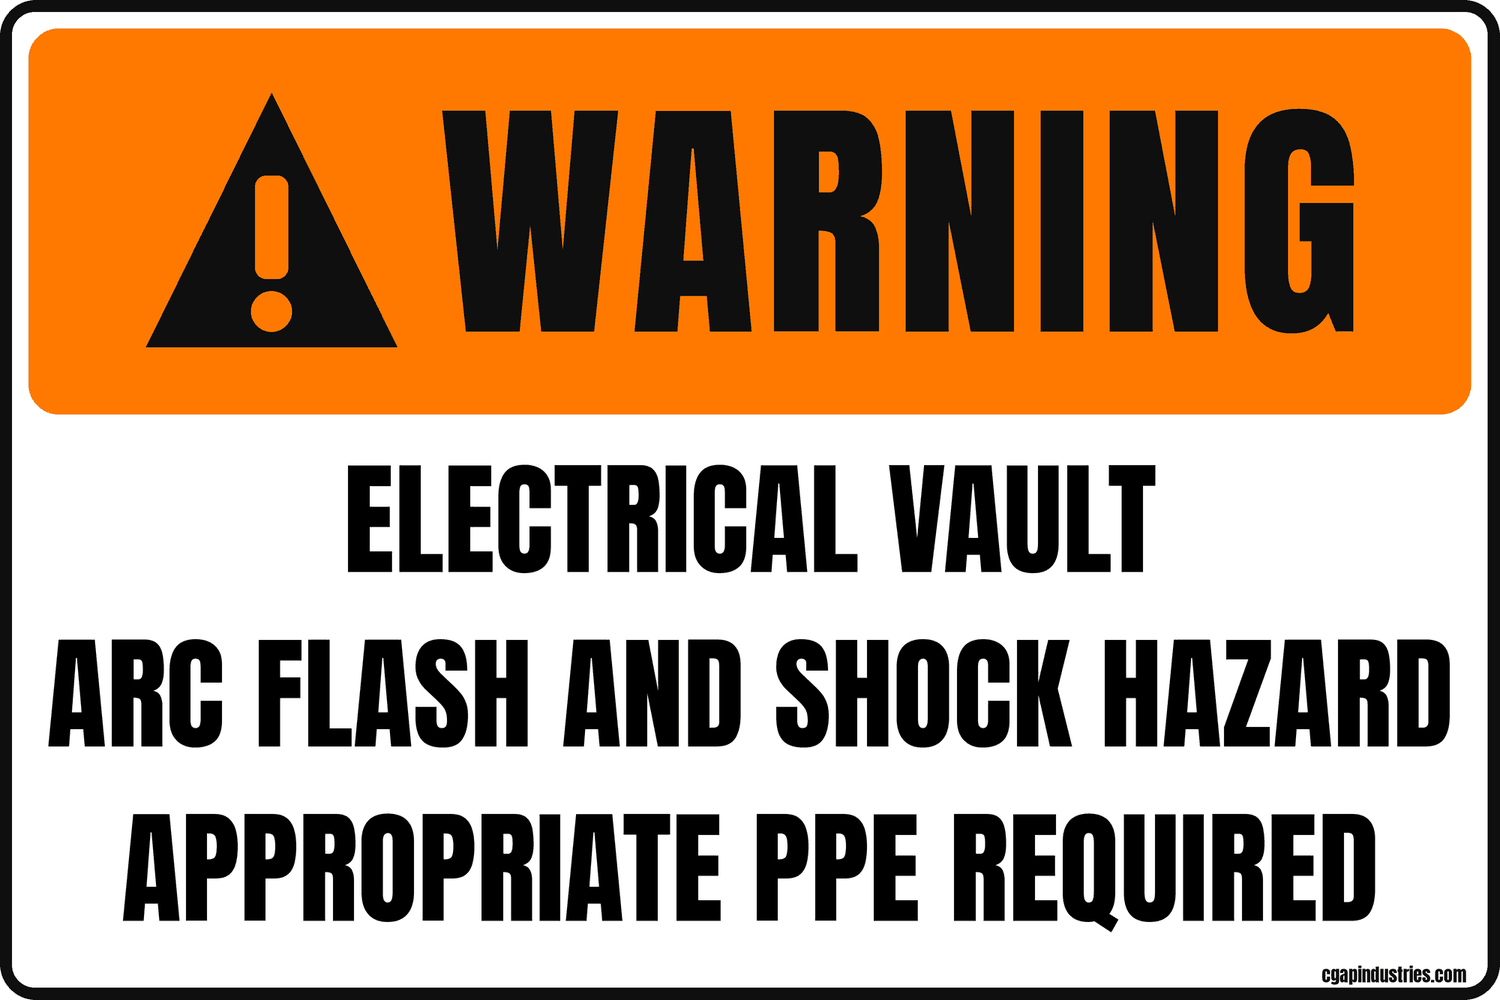 WARNING
ELECTRICAL VAULT
ARC FLASH AND SHOCK HAZARD
APPROPRIATE PPE REQUIRED
cgapindustries.com